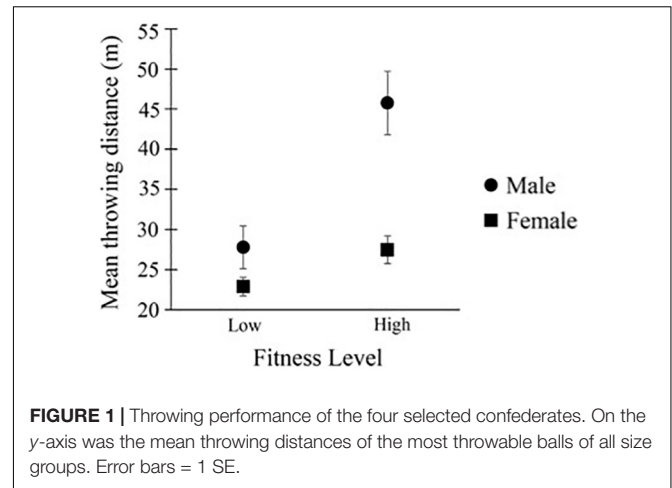 Mean throwing distance (m)
55
50
45
40
35
30
25
20
Low
High
Fitness Level
Male
Female
FIGURE 1 | Throwing performance of the four selected confederates. On the
y-axis was the mean throwing distances of the most throwable balls of all size
groups. Error bars = 1 SE.